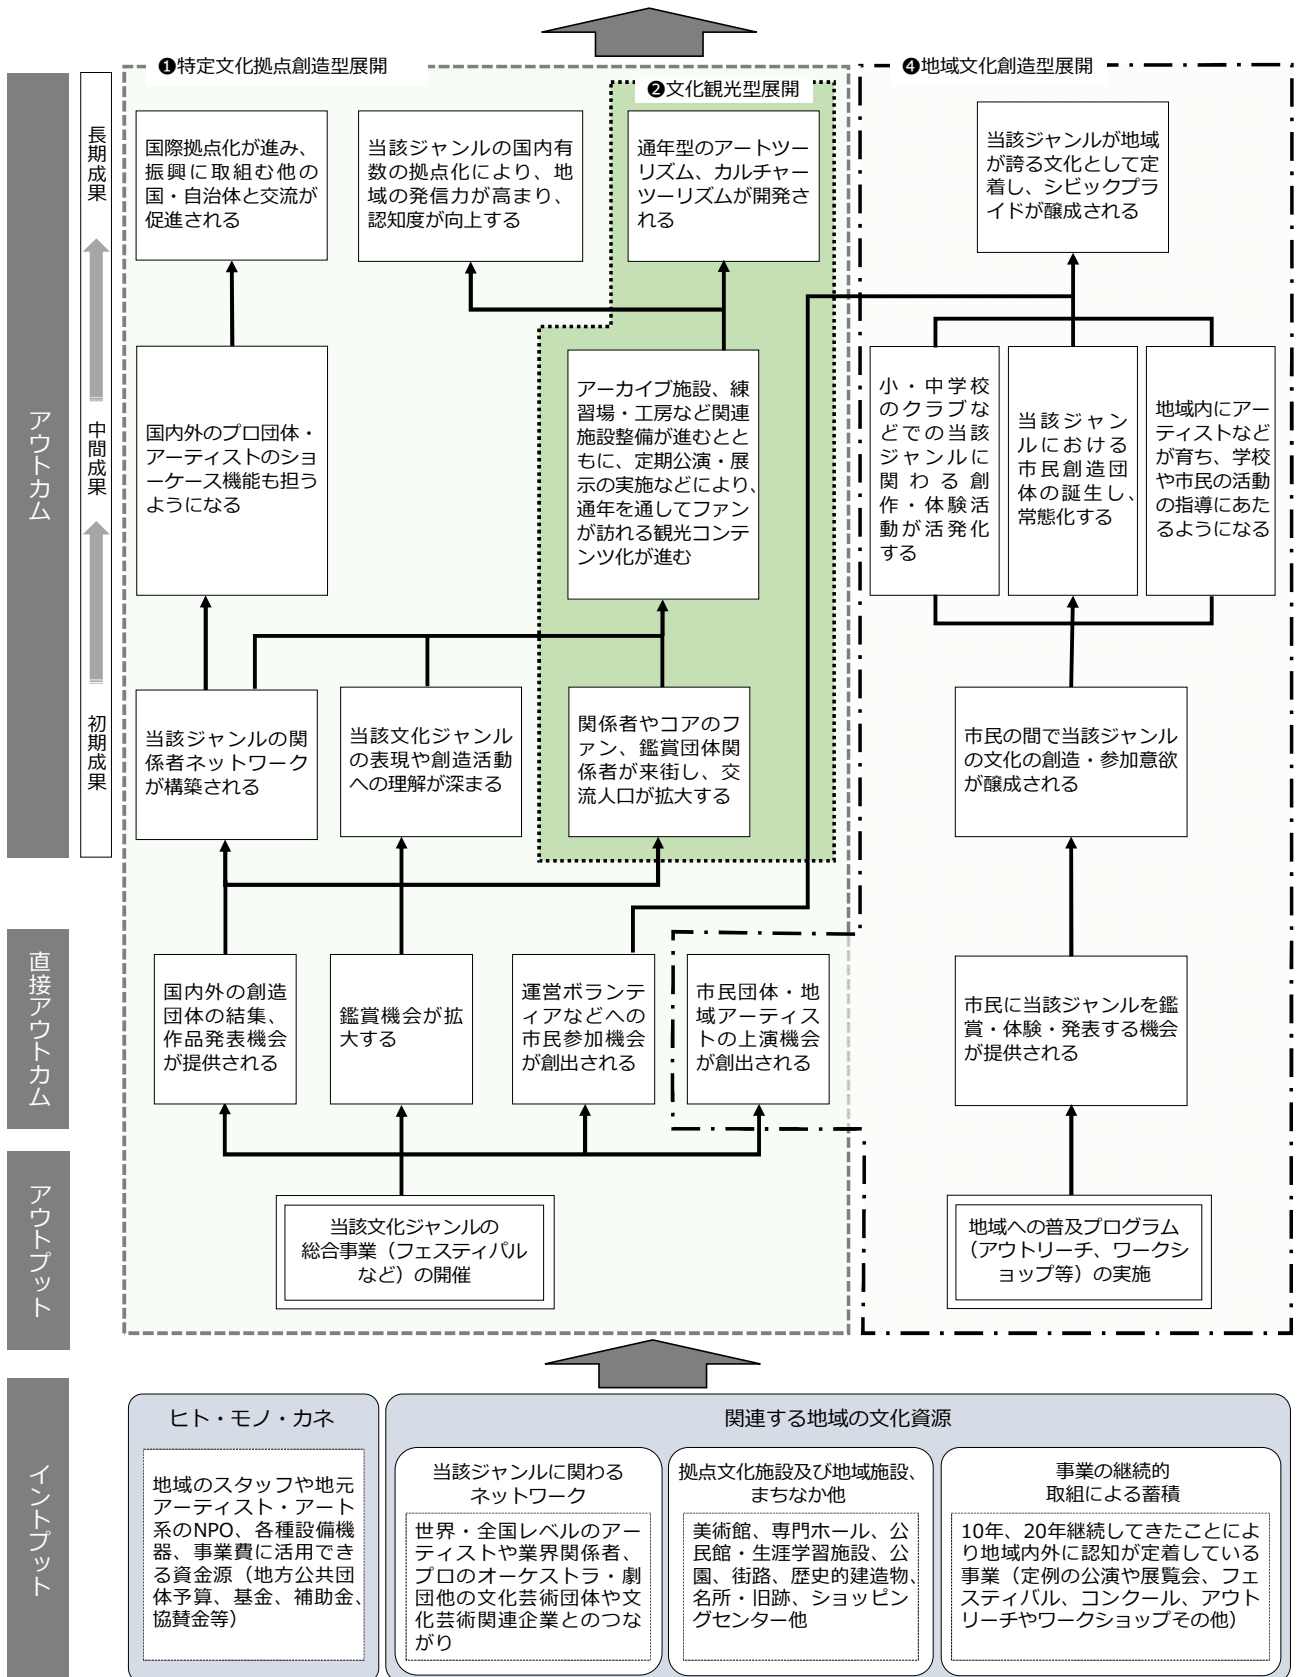 ❶特定文化拠点創造型展開
❷文化観光型展開
❹地域文化創造型展開
アウトカム
長期成果
中間成果
初期成果
国際拠点化が進み、
振興に取組む他の
国・自治体と交流が
促進される
当該ジャンルの国内有
数の拠点化により、地
域の発信力が高まり、
認知度が向上する
通年型のアートツー
リズム、カルチャー
ツーリズムが開発さ
れる
当該ジャンルが地域
が誇る文化として定
着し、シビックプラ
イドが醸成される
国内外のプロ団体・
アーティストのショ
ーケース機能も担う
ようになる
アーカイブ施設、練
習場・工房など関連
施設整備が進むとと
もに、定期公演・展
示の実施などにより、
通年を通してファン
が訪れる観光コンテ
ンツ化が進む
小・中学校
のクラブな
どでの当該
ジャンルに
関わる創
作・体験活
動が活発化
する
当該ジャン
ルにおける
市民創造団
体の誕生し、
常態化する
地域内にアー
ティストなど
が育ち、学校
や市民の活動
の指導にあた
るようになる
当該ジャンルの関
係者ネットワーク
が構築される
当該文化ジャンル
の表現や創造活動
への理解が深まる
関係者やコアのフ
ァン、鑑賞団体関
係者が来街し、交
流人口が拡大する
市民の間で当該ジャンル
の文化の創造・参加意欲
が醸成される
直接アウトカム
国内外の創造
団体の結集、
作品発表機会
が提供される
鑑賞機会が拡
大する
運営ボランテ
ィアなどへの
市民参加機会
が創出される
市民団体・地
域アーティス
トの上演機会
が創出される
市民に当該ジャンルを鑑
賞・体験・発表する機会
が提供される
アウトプット
当該文化ジャンルの
総合事業（フェスティバル
など）の開催
地域への普及プログラム
（アウトリーチ、ワークシ
ョップ等）の実施
イントプット
ヒト・モノ・カネ
地域のスタッフや地元
アーティスト・アート
系のNPO、各種設備機
器、事業費に活用でき
る資金源（地方公共団
体予算、基金、補助金、
協賛金等）
関連する地域の文化資源
当該ジャンルに関わる
ネットワーク
世界・全国レベルのアー
ティストや業界関係者、
プロのオーケストラ・劇
団他の文化芸術団体や文
化芸術関連企業とのつな
がり
拠点文化施設及び地域施設、
まちなか他
美術館、専門ホール、公
民館・生涯学習施設、公
園、街路、歴史的建造物、
名所・旧跡、ショッピン
グセンター他
事業の継続的
取組による蓄積
10年、20年継続してきたことによ
り地域内外に認知が定着している
事業（定例の公演や展覧会、フェ
スティバル、コンクール、アウト
リーチやワークショップその他）